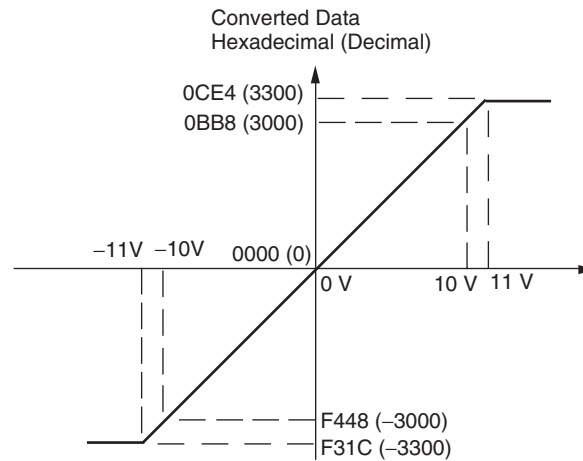 Converted Data
Hexadecimal (Decimal)
0CE4 (3300)
0BB8 (3000)
−11V −10V 0000 (0)
0 V 10 V 11 V
F448 (−3000)
F31C (−3300)